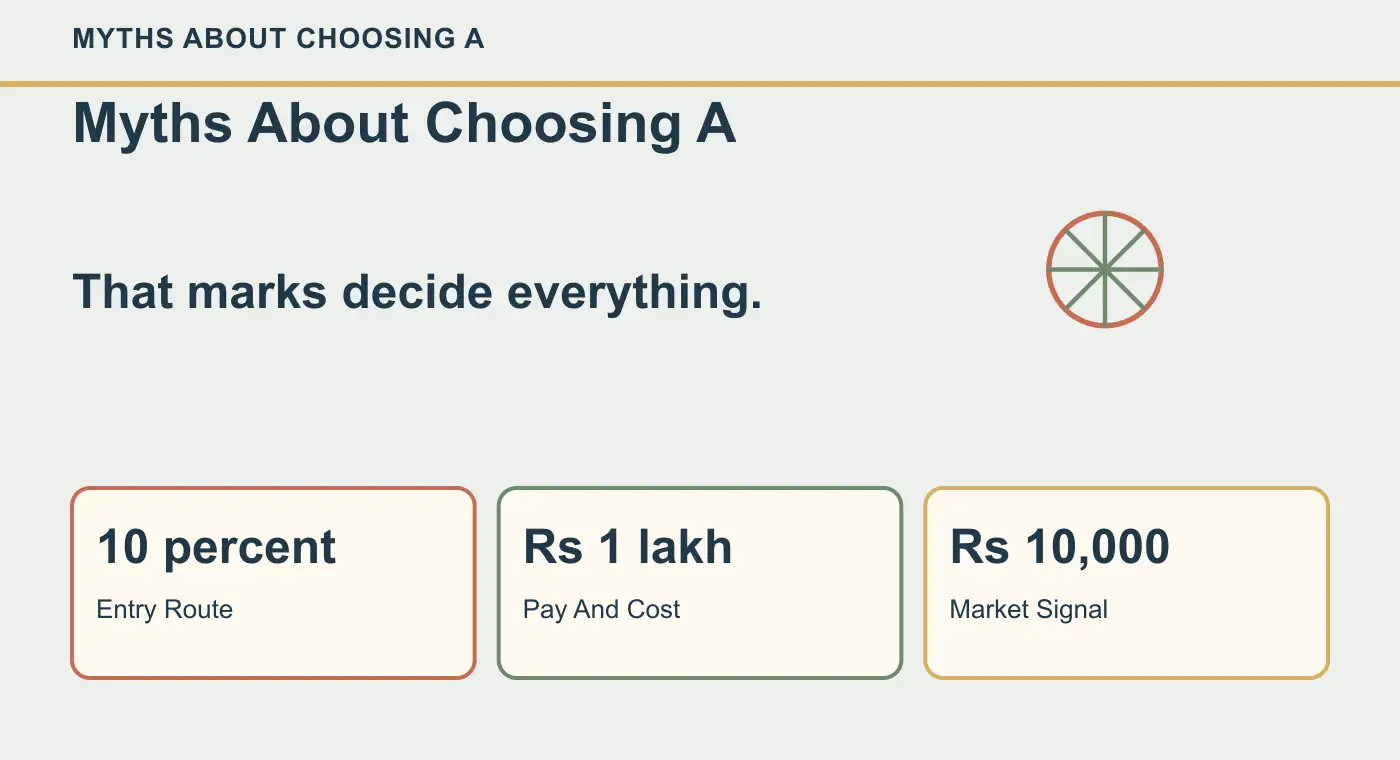 MYTHS ABOUT CHOOSING A
Myths About Choosing A
That marks decide everything.
10 percent
Entry Route
Rs 1 lakh
Pay And Cost
Rs 10,000
Market Signal